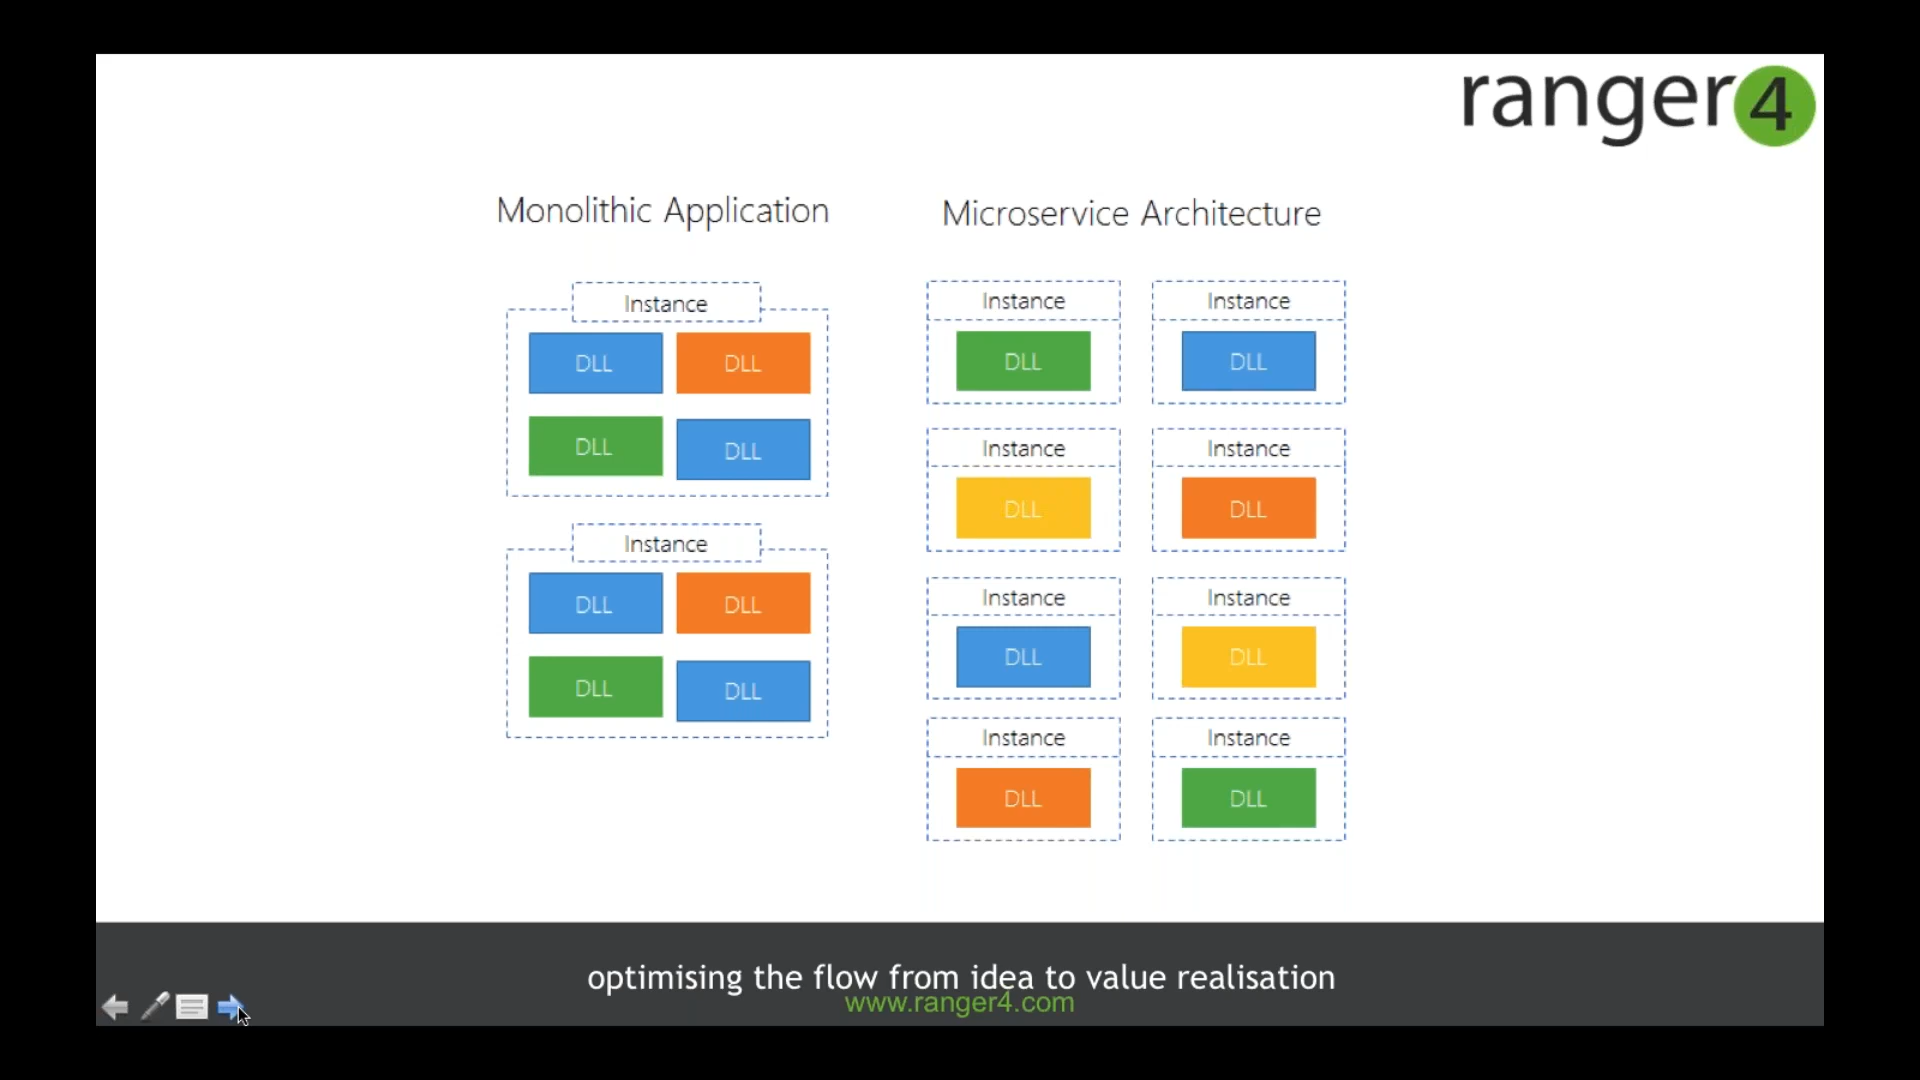 ranger4
Monolithic Application
Instance
DLL DLL
DLL DLL
Instance
DLL DLL
DLL DLL
Microservice Architecture
Instance Instance
DLL DLL
Instance Instance
DLL DLL
Instance Instance
DLL DLL
Instance Instance
DLL DLL
optimising the flow from idea to value realisation
www.ranger4.com